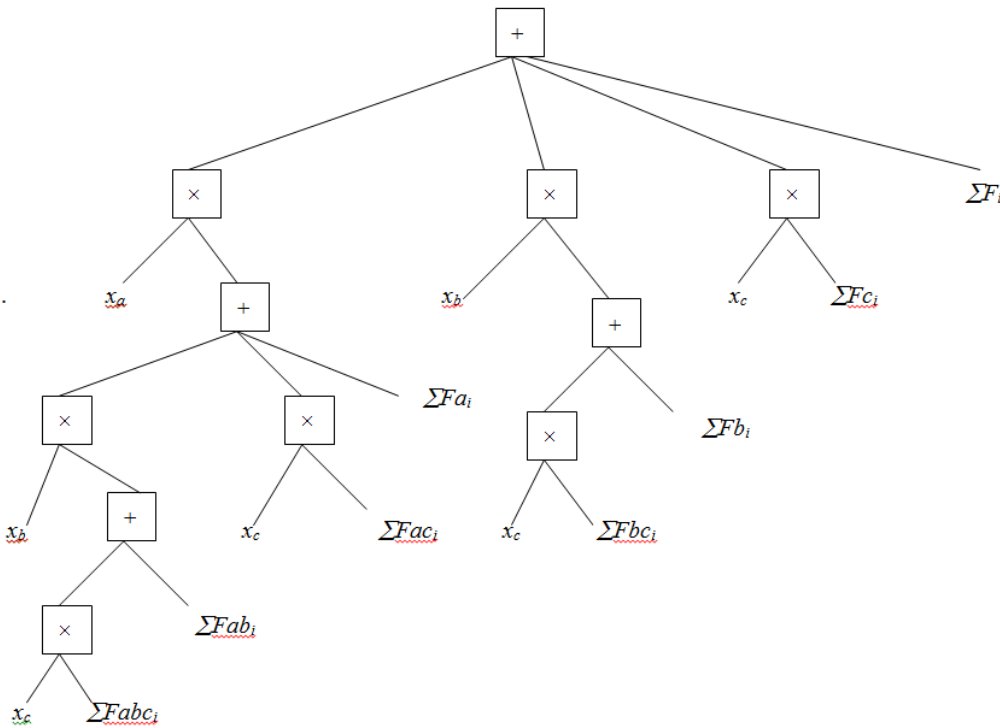 +
× × × ΣFi
xa xb xc ΣFci
.
+ +
ΣFai
× × ΣFbi
×
xb + xc ΣFaci xc ΣFbci
ΣFabi
×
xc ΣFabci